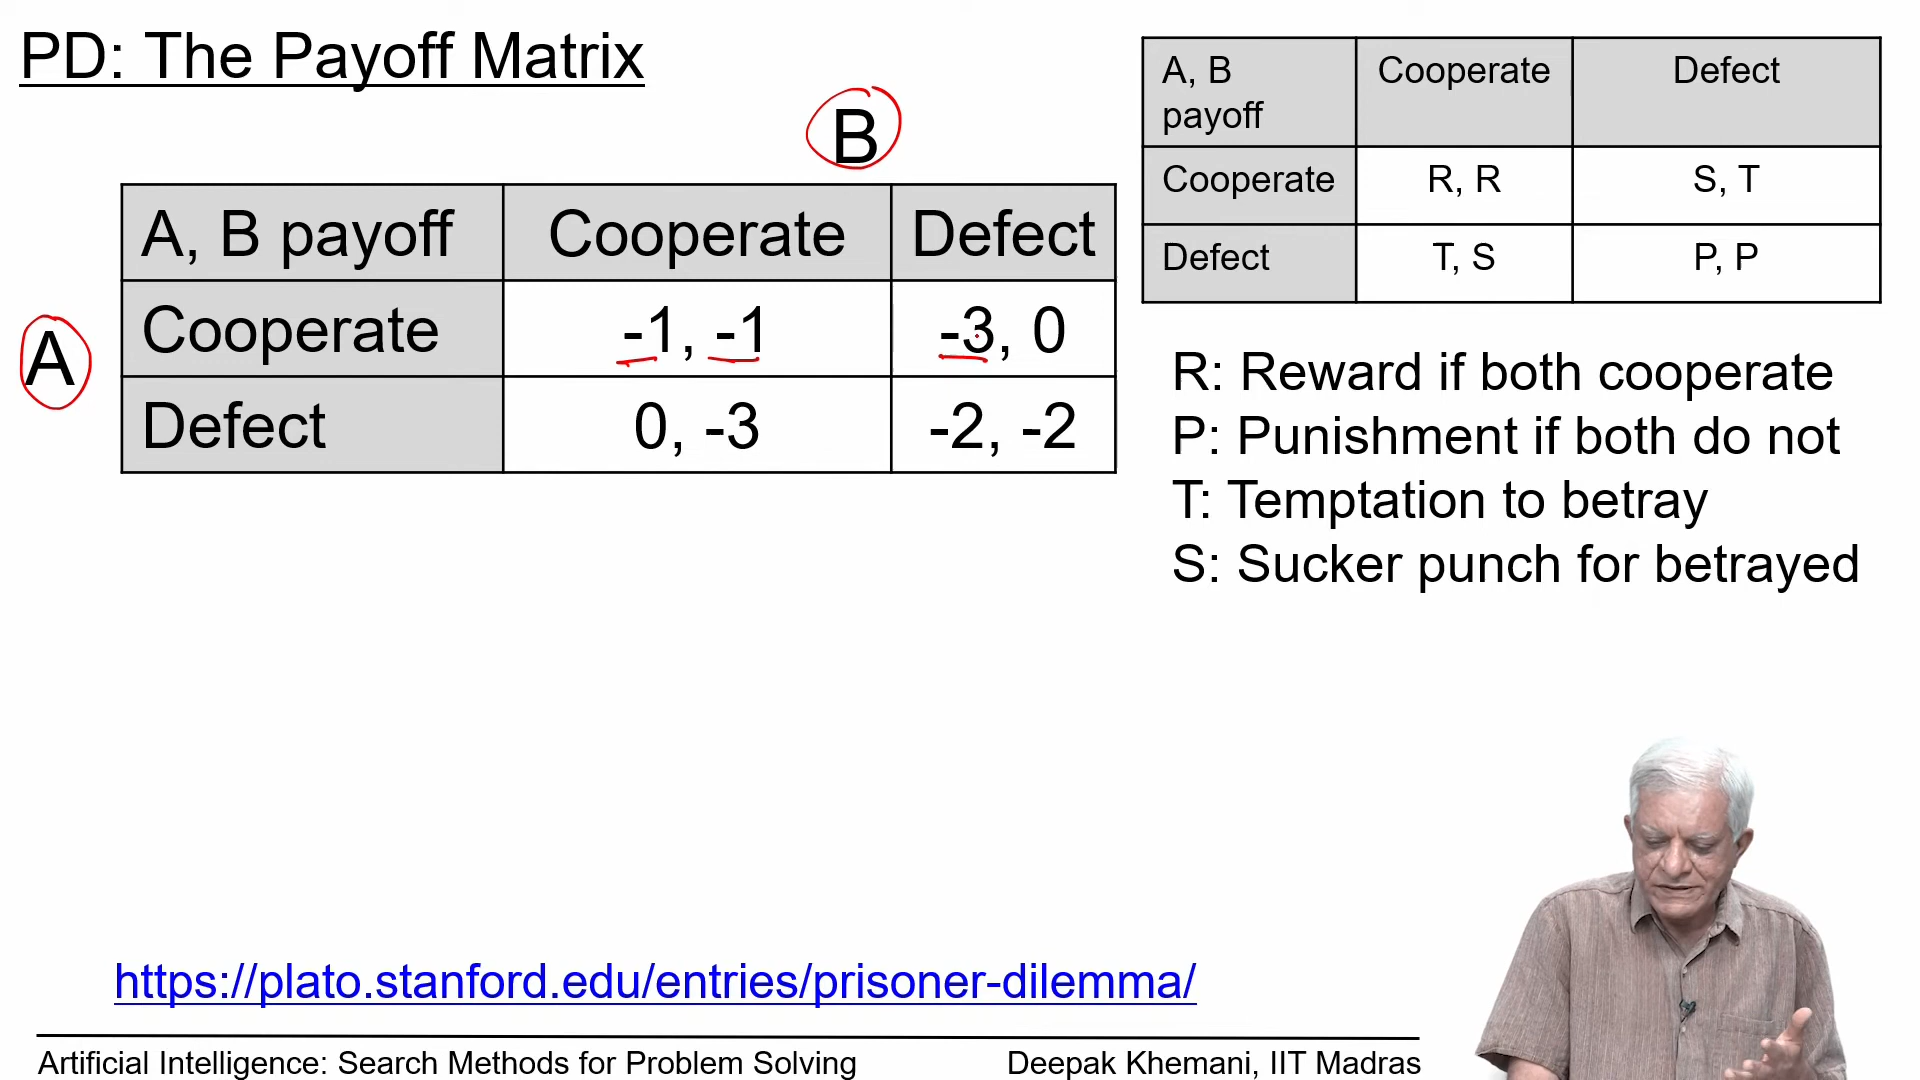 PD: The Payoff Matrix
B
A, B payoff Cooperate Defect
Cooperate -1, -1 -3, 0
A
Defect 0, -3 -2, -2
A, B payoff Cooperate Defect
Cooperate R, R S, T
Defect T, S P, P
R: Reward if both cooperate
P: Punishment if both do not
T: Temptation to betray
S: Sucker punch for betrayed
https://plato.stanford.edu/entries/prisoner-dilemma/
Artificial Intelligence: Search Methods for Problem Solving Deepak Khemani, IIT Madras